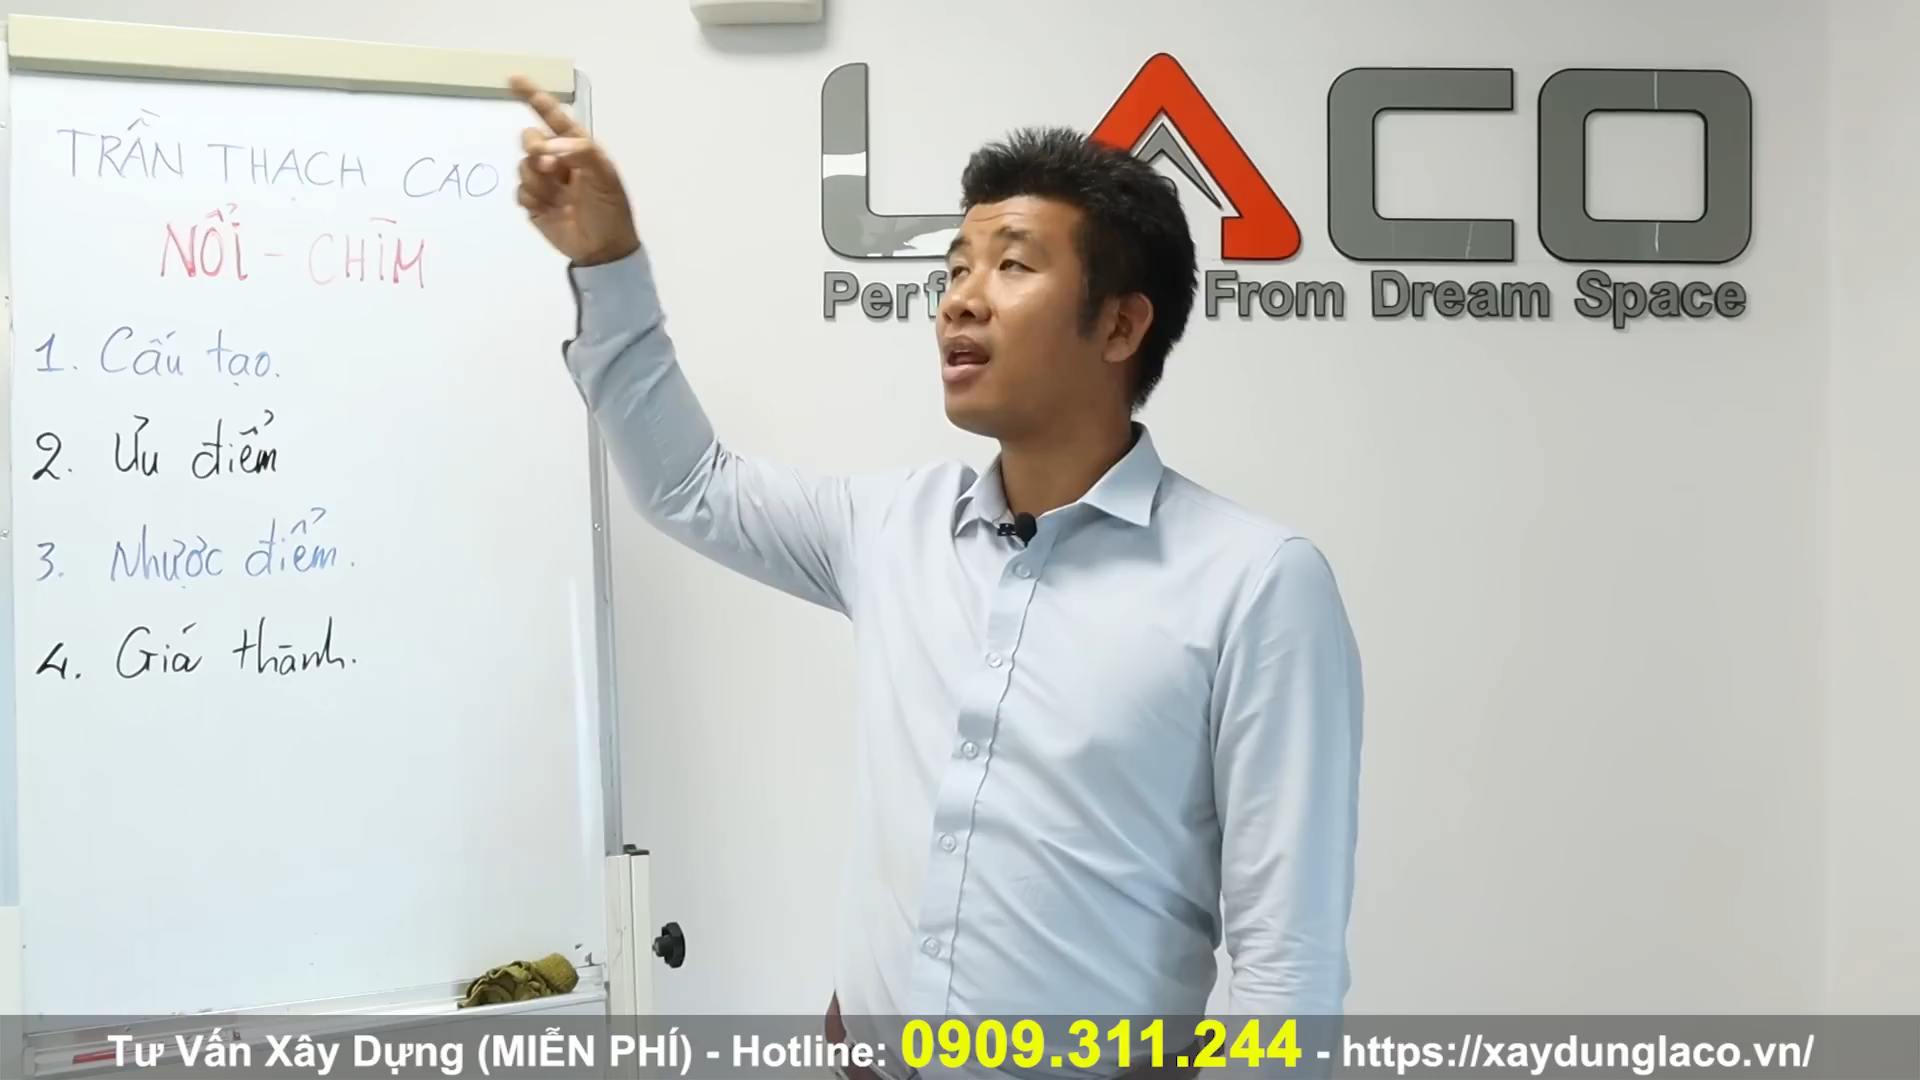 TRẦN THẠCH CAO
NỔI - CHÌM
1. Cấu tạo.
2. Ưu điểm
3. Nhược điểm.
4. Giá thành.
LACO
From Dream Space
Tư Vấn Xây Dựng (MIỄN PHÍ) - Hotline: 0909.311.244 - https://xaydunglaco.vn/